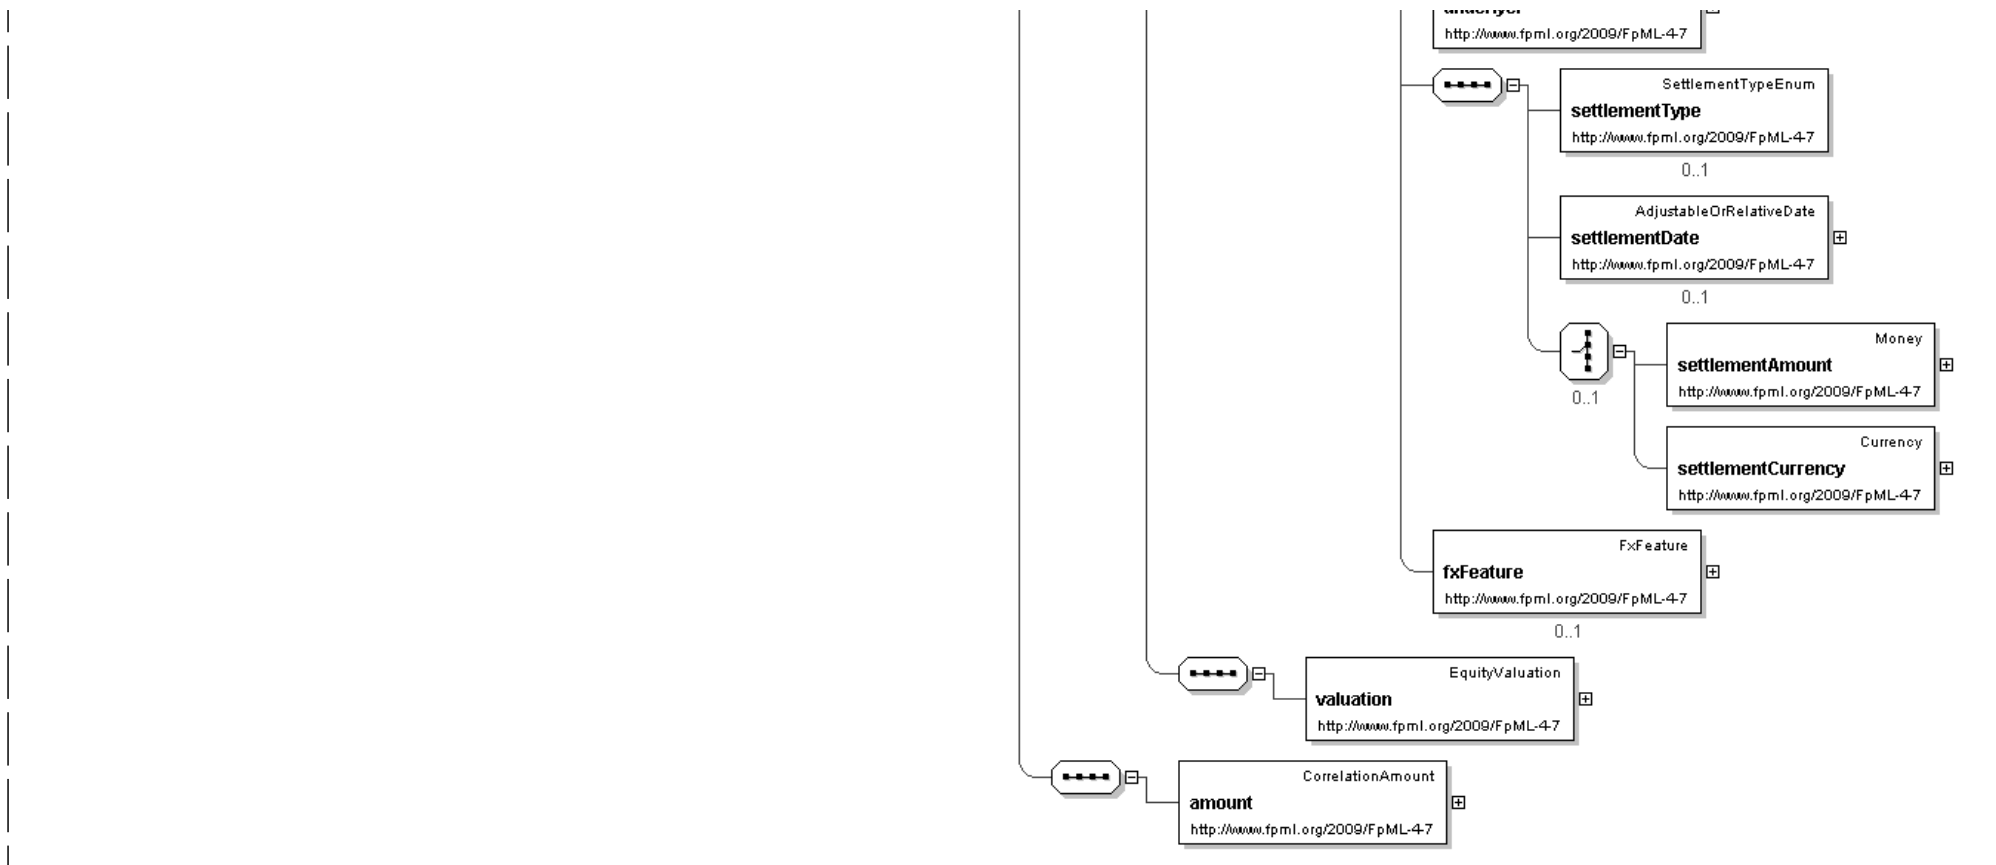 underlyer
http://www.fpml.org/2009/FpML-4-7
SettlementTypeEnum
settlementType
http://www.fpml.org/2009/FpML-4-7
0..1
AdjustableOrRelativeDate
settlementDate
http://www.fpml.org/2009/FpML-4-7
0..1
Money
settlementAmount
http://www.fpml.org/2009/FpML-4-7
0..1
Currency
settlementCurrency
http://www.fpml.org/2009/FpML-4-7
FxFeature
fxFeature
http://www.fpml.org/2009/FpML-4-7
0..1
EquityValuation
valuation
http://www.fpml.org/2009/FpML-4-7
CorrelationAmount
amount
http://www.fpml.org/2009/FpML-4-7